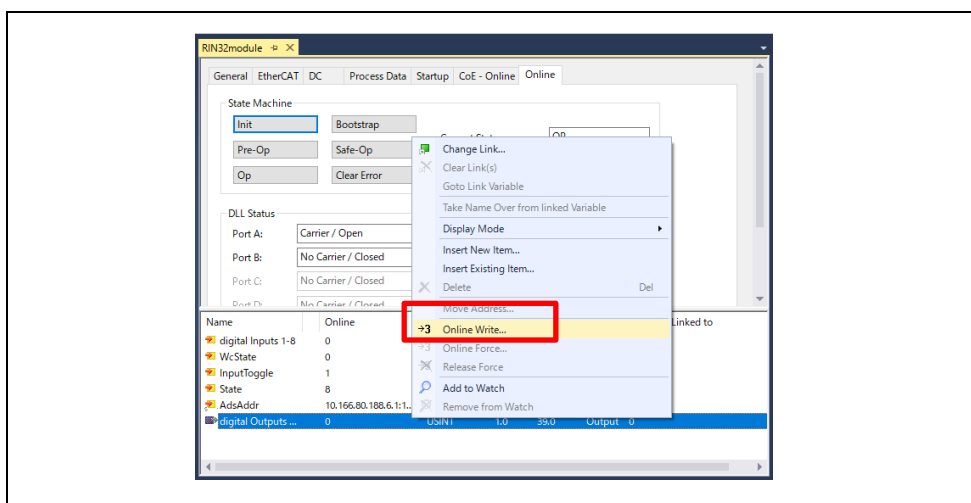 RIN32module
General EtherCAT DC Process Data Startup CoE - Online Online
State Machine
Init Bootstrap
Pre-Op Safe-Op
Op Clear Error
OP
DLL Status
Port A: Carrier / Open
Port B: No Carrier / Closed
Port C: No Carrier / Closed
Port D: No Carrier / Closed
Change Link...
Clear Link(s)
Goto Link Variable
Take Name Over from linked Variable
Display Mode
Insert New Item...
Insert Existing Item...
Delete Del
Move Address...
→3 Online Write...
→3 Online Force...
Release Force
Add to Watch
Remove from Watch
Name Online Linked to
digital Inputs 1-8 0
WcState 0
InputToggle 1
State 8
AdsAddr 10.166.80.188.6.1:1...
digital Outputs ... 0 USINT 1.0 39.0 Output 0